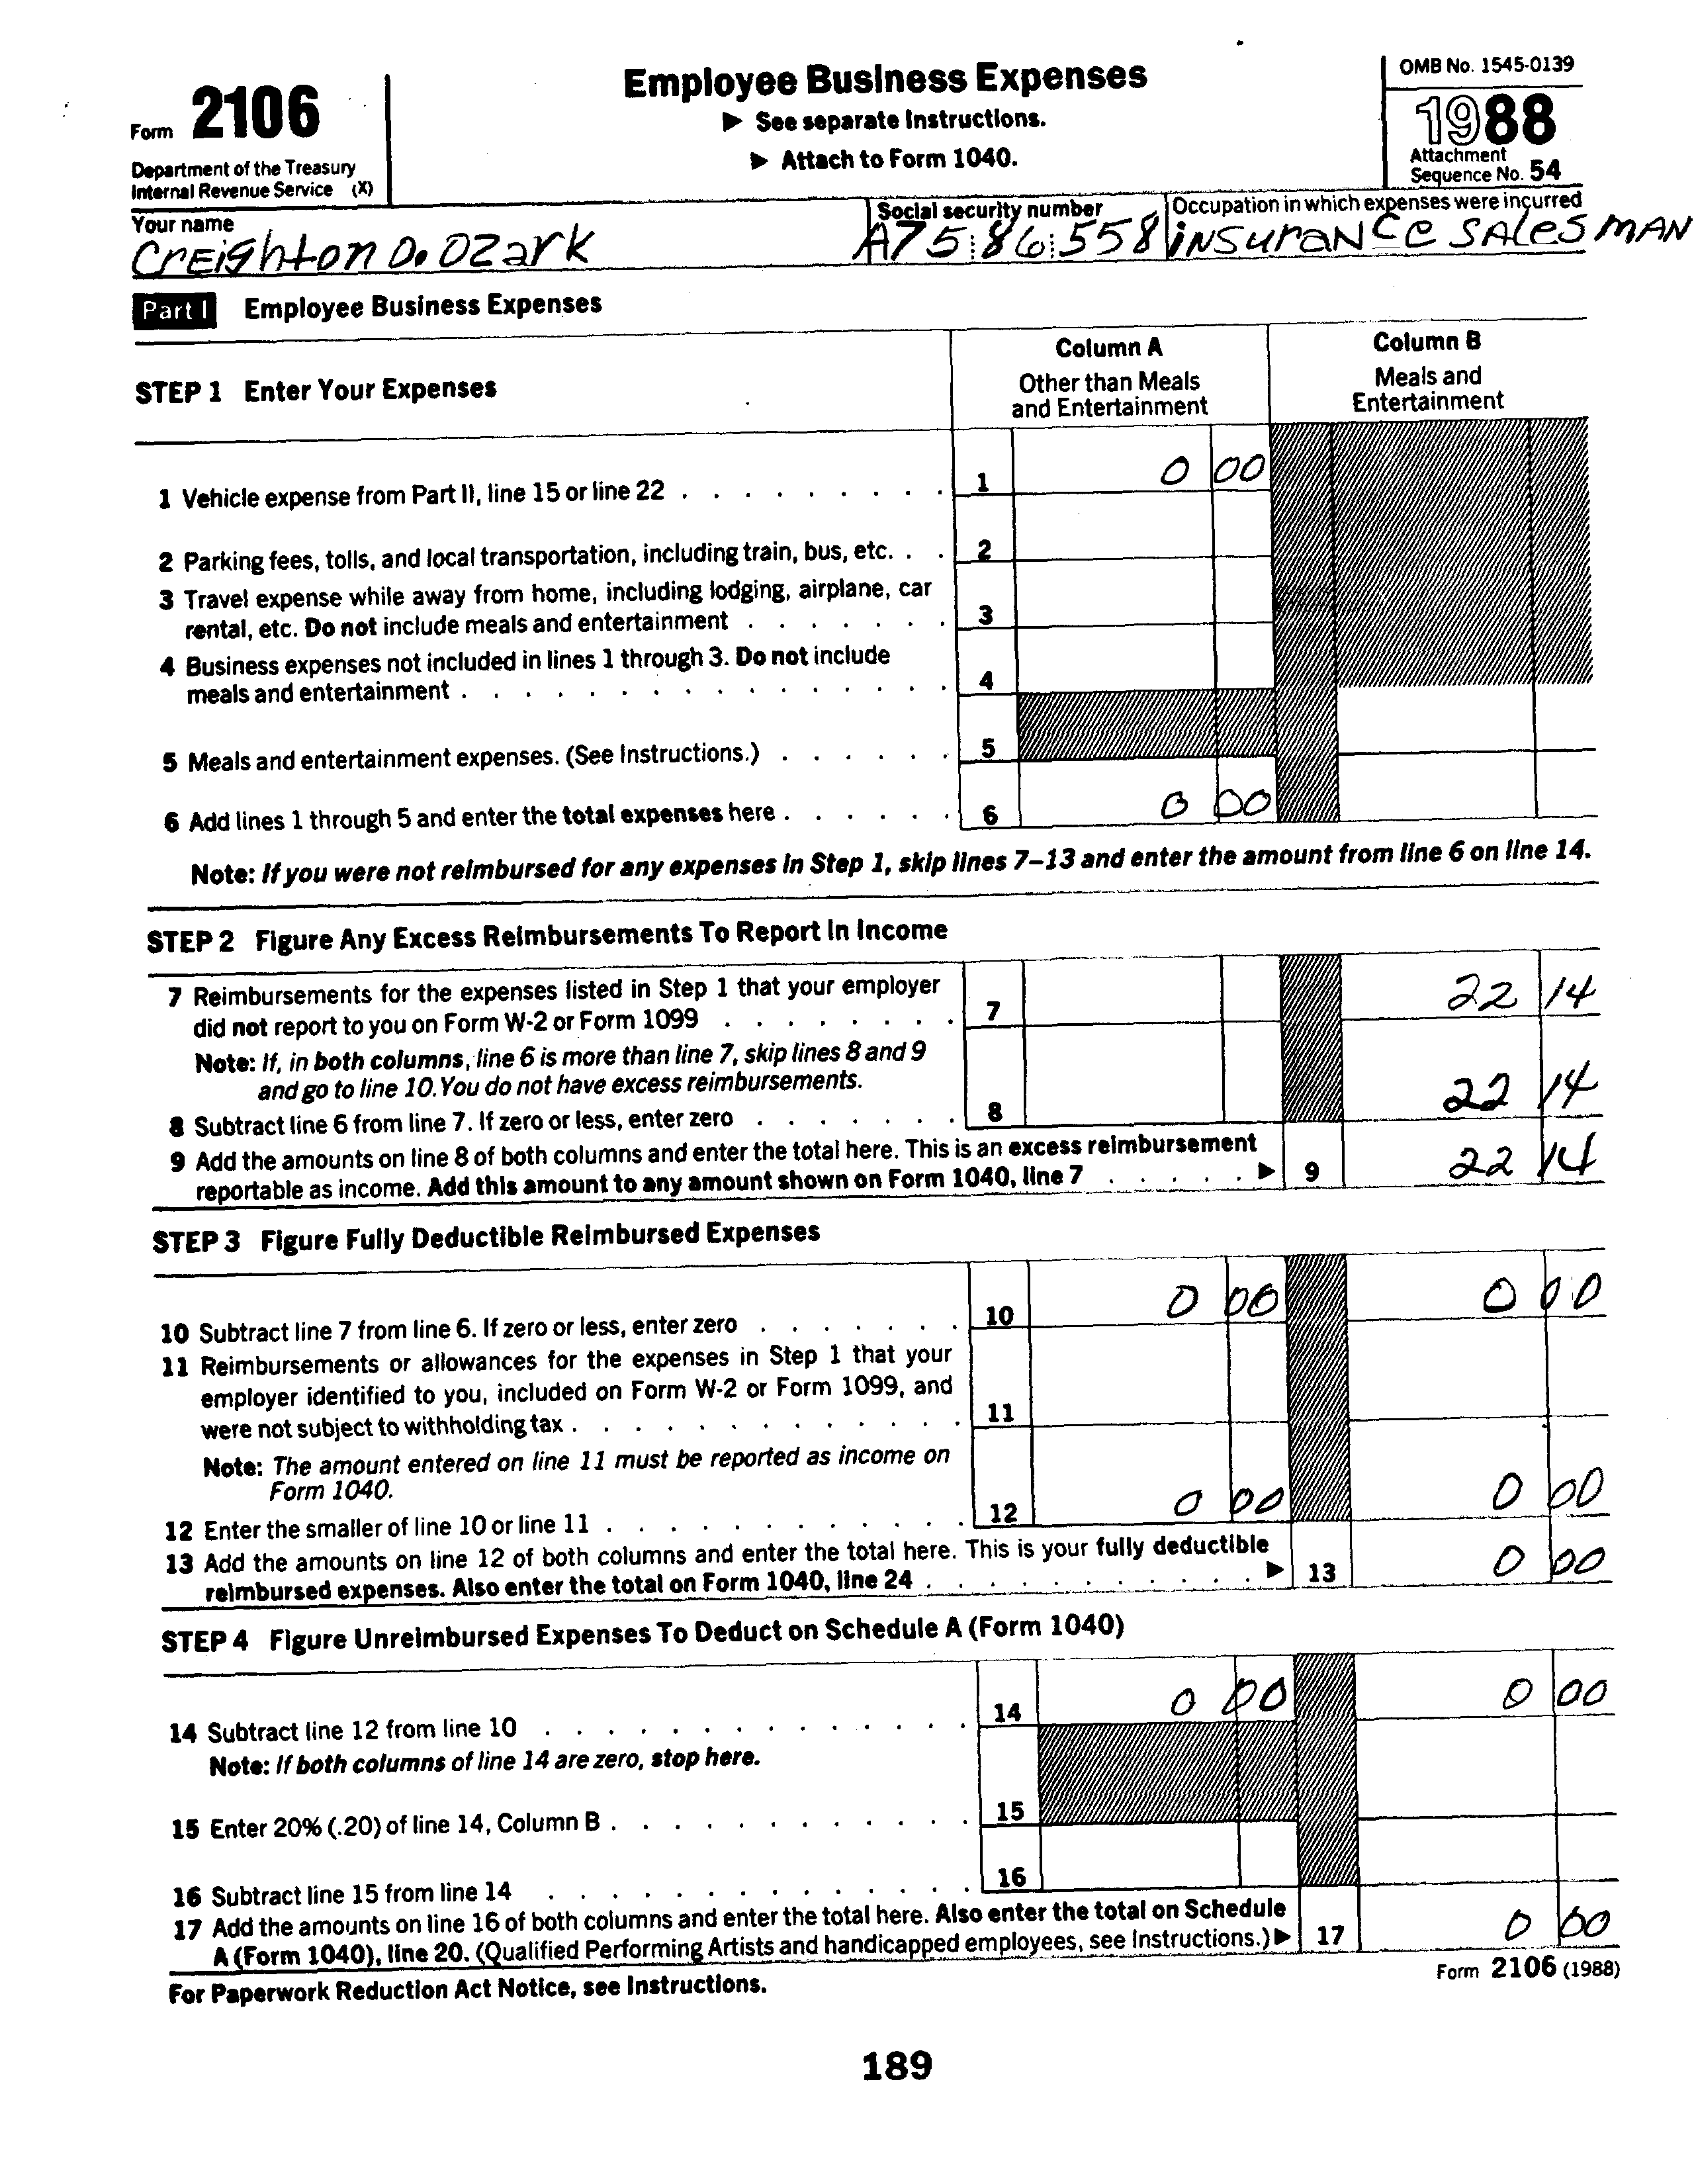 Form 2106
Department of the Treasury
Internal Revenue Service (X)
Employee Business Expenses
▶ See separate Instructions.
▶ Attach to Form 1040.
OMB No. 1545-0139
1988
Attachment
Sequence No. 54
Your name
Creighton D. Ozark
Social security number
A75 86 558
Occupation in which expenses were incurred
insurance salesman
Part I Employee Business Expenses
STEP 1 Enter Your Expenses
Column A
Other than Meals
and Entertainment
Column B
Meals and
Entertainment
1 Vehicle expense from Part II, line 15 or line 22 . . . . . . . . . 1 0 00
2 Parking fees, tolls, and local transportation, including train, bus, etc. . . 2
3 Travel expense while away from home, including lodging, airplane, car
rental, etc. Do not include meals and entertainment . . . . . . . 3
4 Business expenses not included in lines 1 through 3. Do not include
meals and entertainment . . . . . . . . . . . . . . . 4
5 Meals and entertainment expenses. (See Instructions.) . . . . . . 5
6 Add lines 1 through 5 and enter the total expenses here . . . . . . 6 0 00
Note: If you were not reimbursed for any expenses in Step 1, skip lines 7–13 and enter the amount from line 6 on line 14.
STEP 2 Figure Any Excess Reimbursements To Report In Income
7 Reimbursements for the expenses listed in Step 1 that your employer
did not report to you on Form W-2 or Form 1099 . . . . . . . . 7 22 14
Note: If, in both columns, line 6 is more than line 7, skip lines 8 and 9
and go to line 10. You do not have excess reimbursements.
8 Subtract line 6 from line 7. If zero or less, enter zero . . . . . . . 8 22 14
9 Add the amounts on line 8 of both columns and enter the total here. This is an excess reimbursement
reportable as income. Add this amount to any amount shown on Form 1040, line 7 . . . . . ▶ 9 22 14
STEP 3 Figure Fully Deductible Reimbursed Expenses
10 Subtract line 7 from line 6. If zero or less, enter zero . . . . . . . 10 0 00 0 00
11 Reimbursements or allowances for the expenses in Step 1 that your
employer identified to you, included on Form W-2 or Form 1099, and
were not subject to withholding tax . . . . . . . . . . . . 11
Note: The amount entered on line 11 must be reported as income on
Form 1040.
12 Enter the smaller of line 10 or line 11 . . . . . . . . . . . 12 0 00 0 00
13 Add the amounts on line 12 of both columns and enter the total here. This is your fully deductible
reimbursed expenses. Also enter the total on Form 1040, line 24 . . . . . . . . . . . ▶ 13 0 00
STEP 4 Figure Unreimbursed Expenses To Deduct on Schedule A (Form 1040)
14 Subtract line 12 from line 10 . . . . . . . . . . . . . 14 0 00 0 00
Note: If both columns of line 14 are zero, stop here.
15 Enter 20% (.20) of line 14, Column B . . . . . . . . . . . 15
16 Subtract line 15 from line 14 . . . . . . . . . . . . . 16
17 Add the amounts on line 16 of both columns and enter the total here. Also enter the total on Schedule
A (Form 1040), line 20. (Qualified Performing Artists and handicapped employees, see Instructions.) ▶ 17 0 00
For Paperwork Reduction Act Notice, see Instructions.
Form 2106 (1988)
189